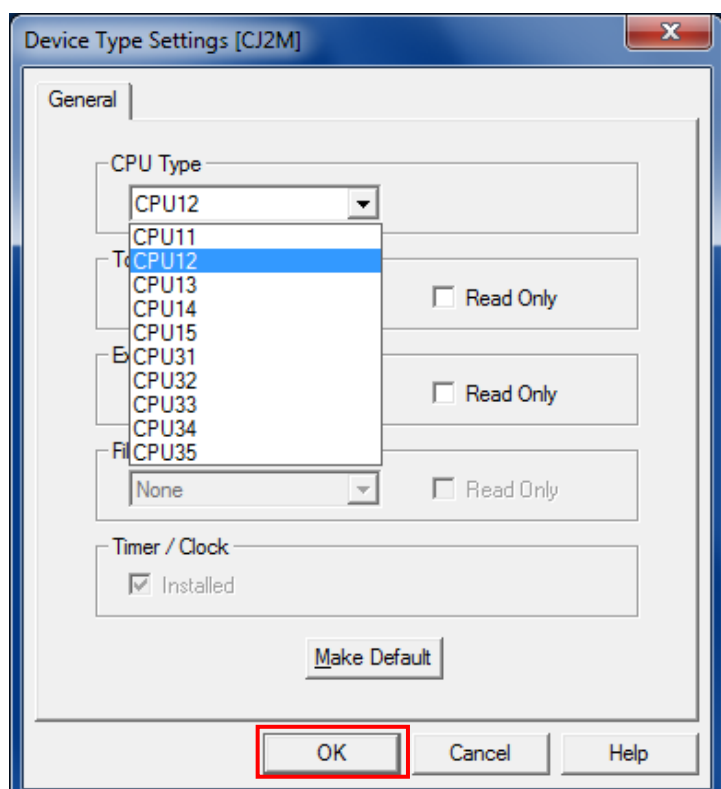 Device Type Settings [CJ2M]
General
CPU Type
CPU12
CPU11
CPU12
CPU13
CPU14
CPU15
CPU31
CPU32
CPU33
CPU34
CPU35
Read Only
Read Only
None
Read Only
Timer / Clock
Installed
Make Default
OK
Cancel
Help